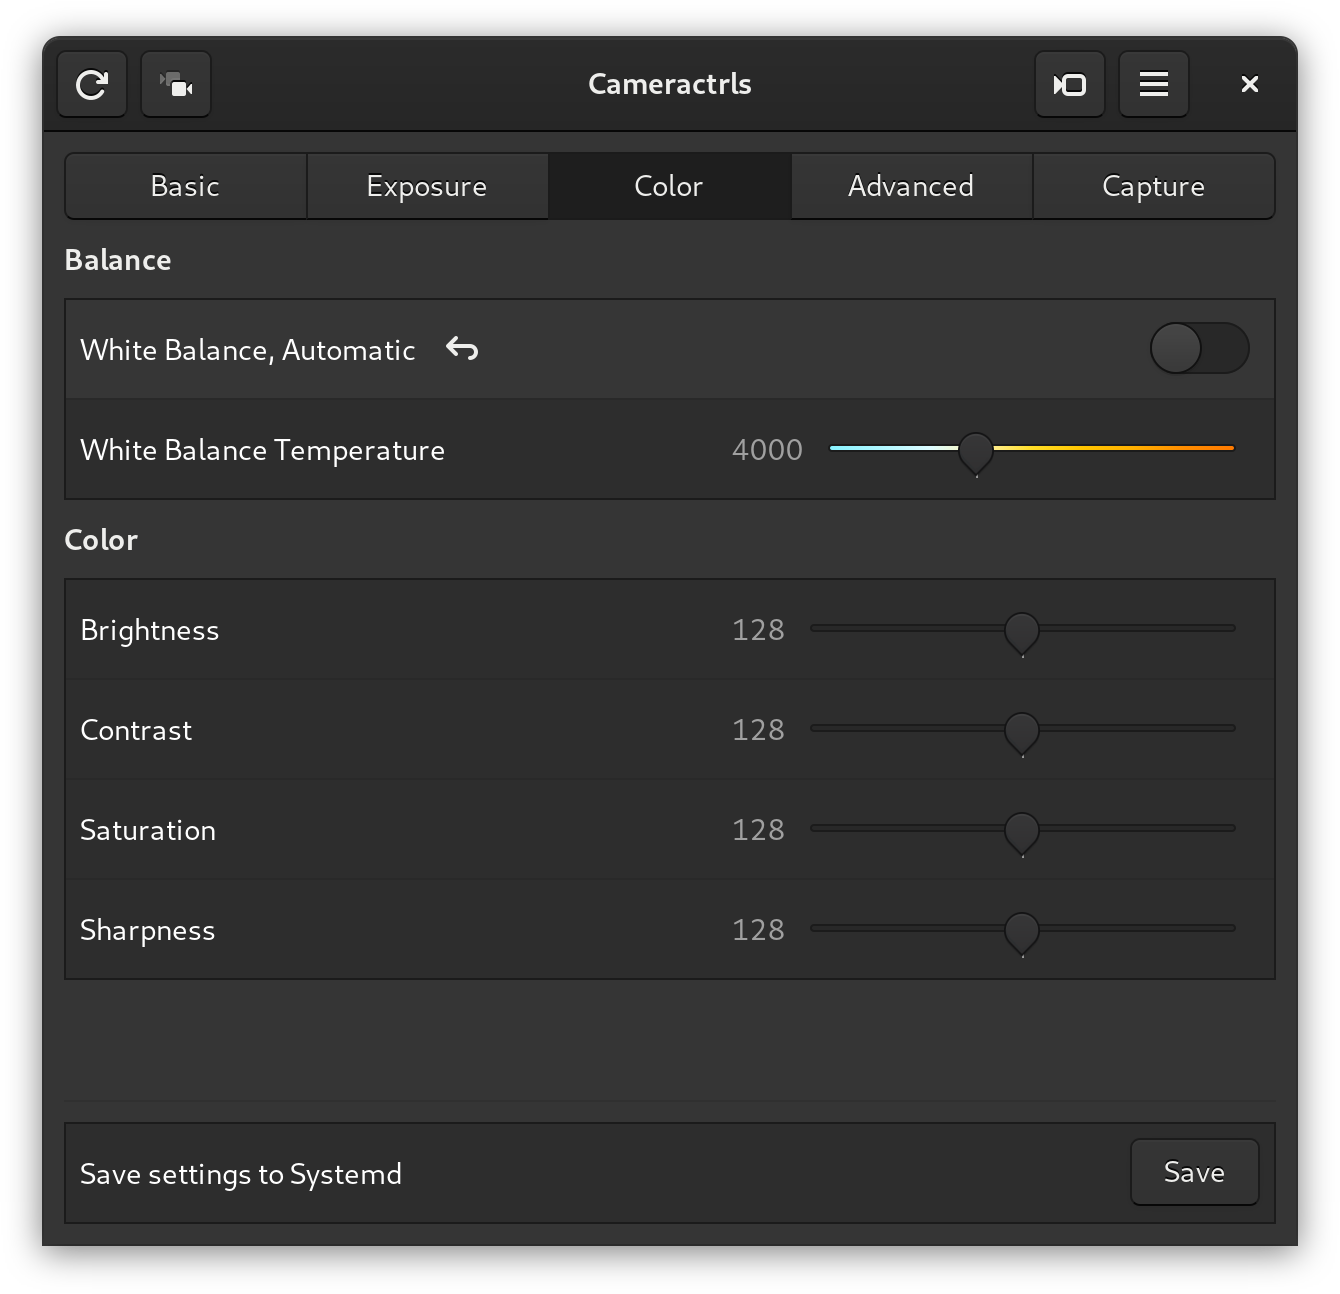 Cameractrls
Basic Exposure Color Advanced Capture
Balance
White Balance, Automatic
White Balance Temperature 4000
Color
Brightness 128
Contrast 128
Saturation 128
Sharpness 128
Save settings to Systemd Save